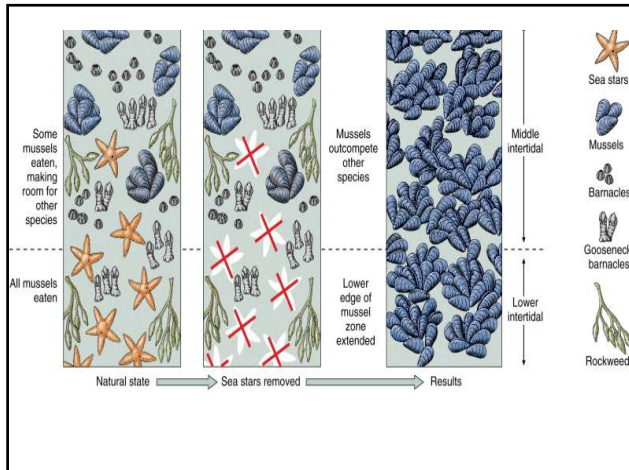 Some
mussels
eaten,
making
room for
other
species
All mussels
eaten
Mussels
outcompete
other
species
Lower
edge of
mussel
zone
extended
Middle
intertidal
Lower
intertidal
Sea stars
Mussels
Barnacles
Gooseneck
barnacles
Rockweed
Natural state
Sea stars removed
Results